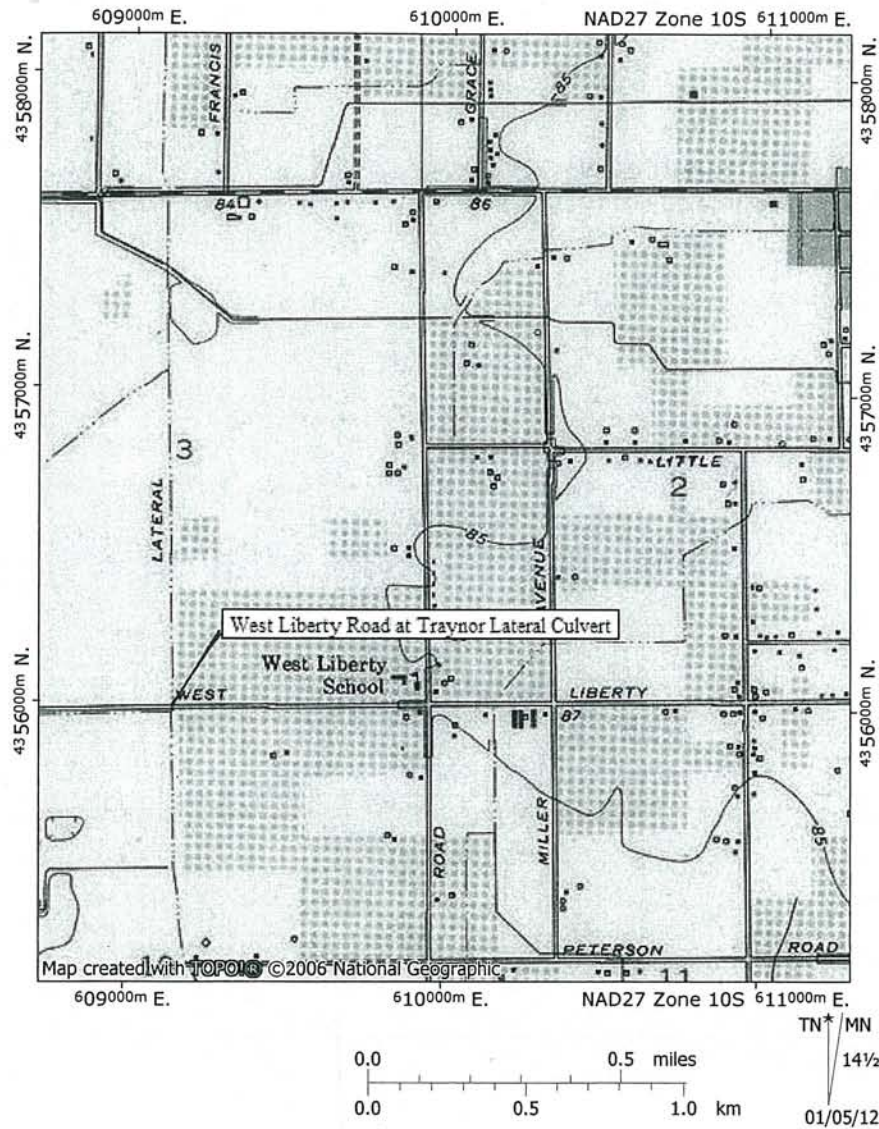 609000m E.
610000m E.
NAD27 Zone 10S
611000m E.
4358000m N.
4358000m N.
FRANCIS
GRACE
85
84
86
4357000m N.
4357000m N.
3
LATERAL
LITTLE
2
85
AVENUE
West Liberty Road at Traynor Lateral Culvert
West Liberty
School
WEST
LIBERTY
4356000m N.
4356000m N.
87
ROAD
MILLER
85
PETERSON
ROAD
10
11
Map created with TOPO!® ©2006 National Geographic
609000m E.
610000m E.
NAD27 Zone 10S
611000m E.
TN* MN
14½
0.0 0.5 miles
0.0 0.5 1.0 km
01/05/12